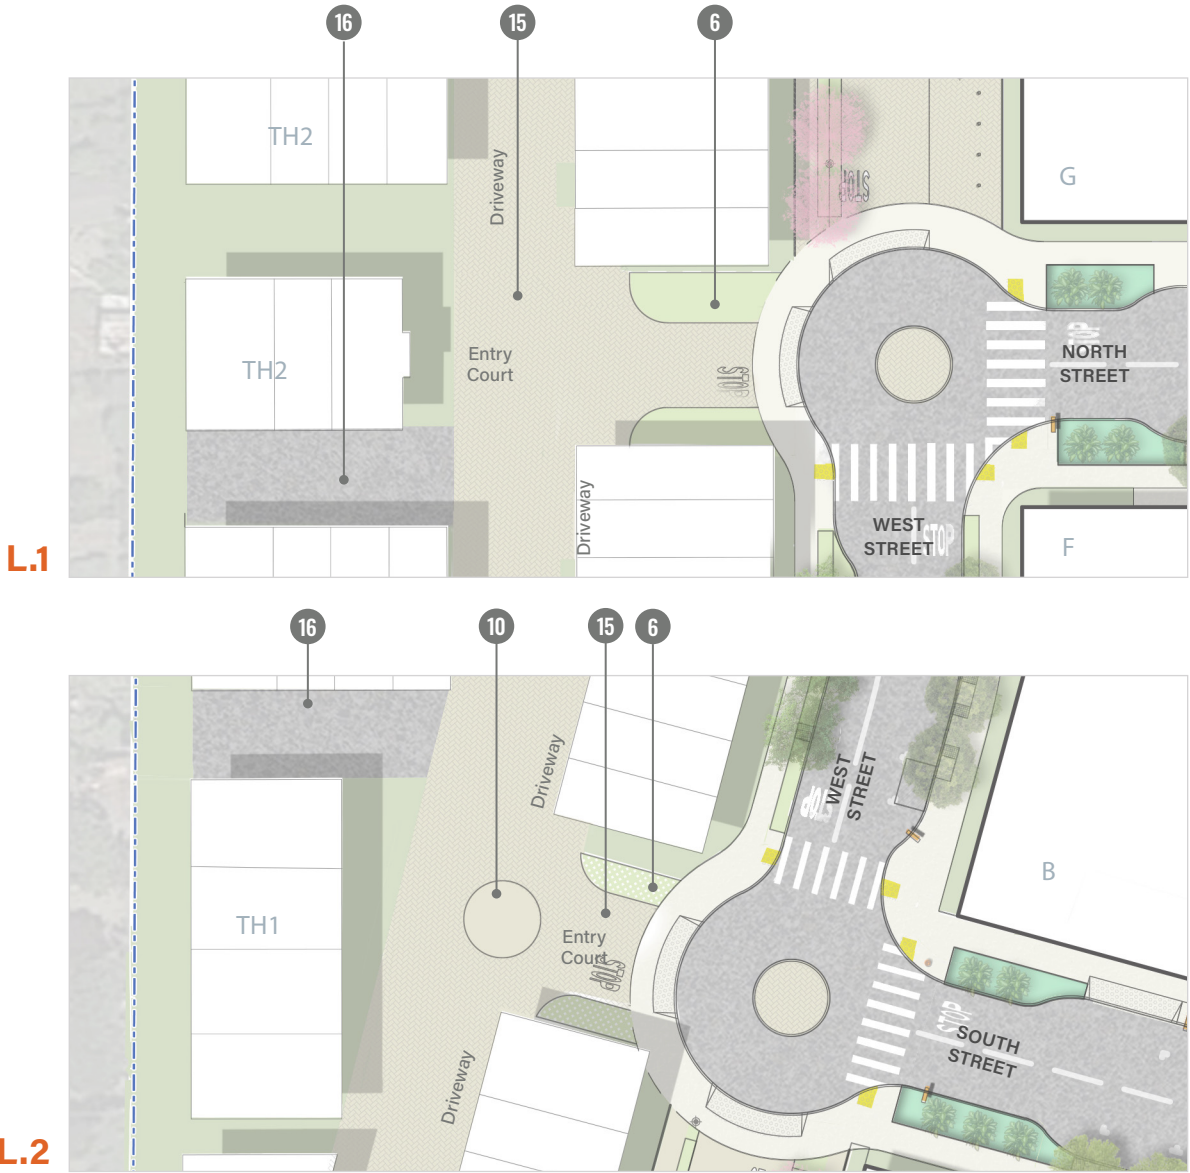 16
15
6
TH2
Driveway
G
STOP
Entry
Court
TH2
STOP
STOP
NORTH
STREET
Driveway
WEST
STREET
STOP
F
L.1
16
10
15
6
Driveway
WEST
STREET
STOP
B
TH1
Entry
Court
STOP
STOP
SOUTH
STREET
Driveway
L.2